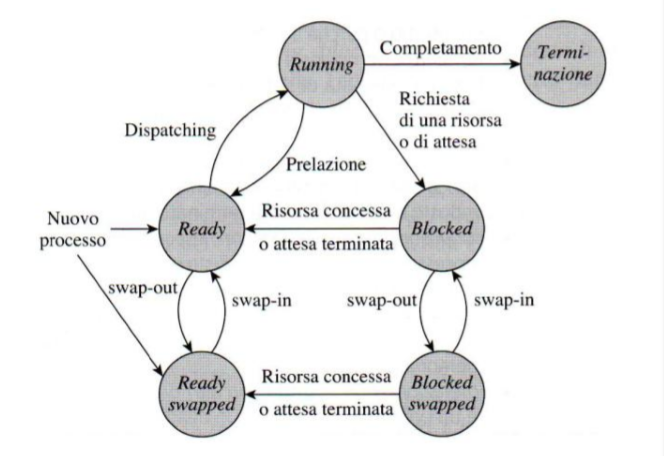 Running
Completamento
Termi-
nazione
Richiesta
di una risorsa
o di attesa
Dispatching
Prelazione
Nuovo
processo
Ready
Risorsa concessa
o attesa terminata
Blocked
swap-out
swap-in
swap-out
swap-in
Ready
swapped
Risorsa concessa
o attesa terminata
Blocked
swapped